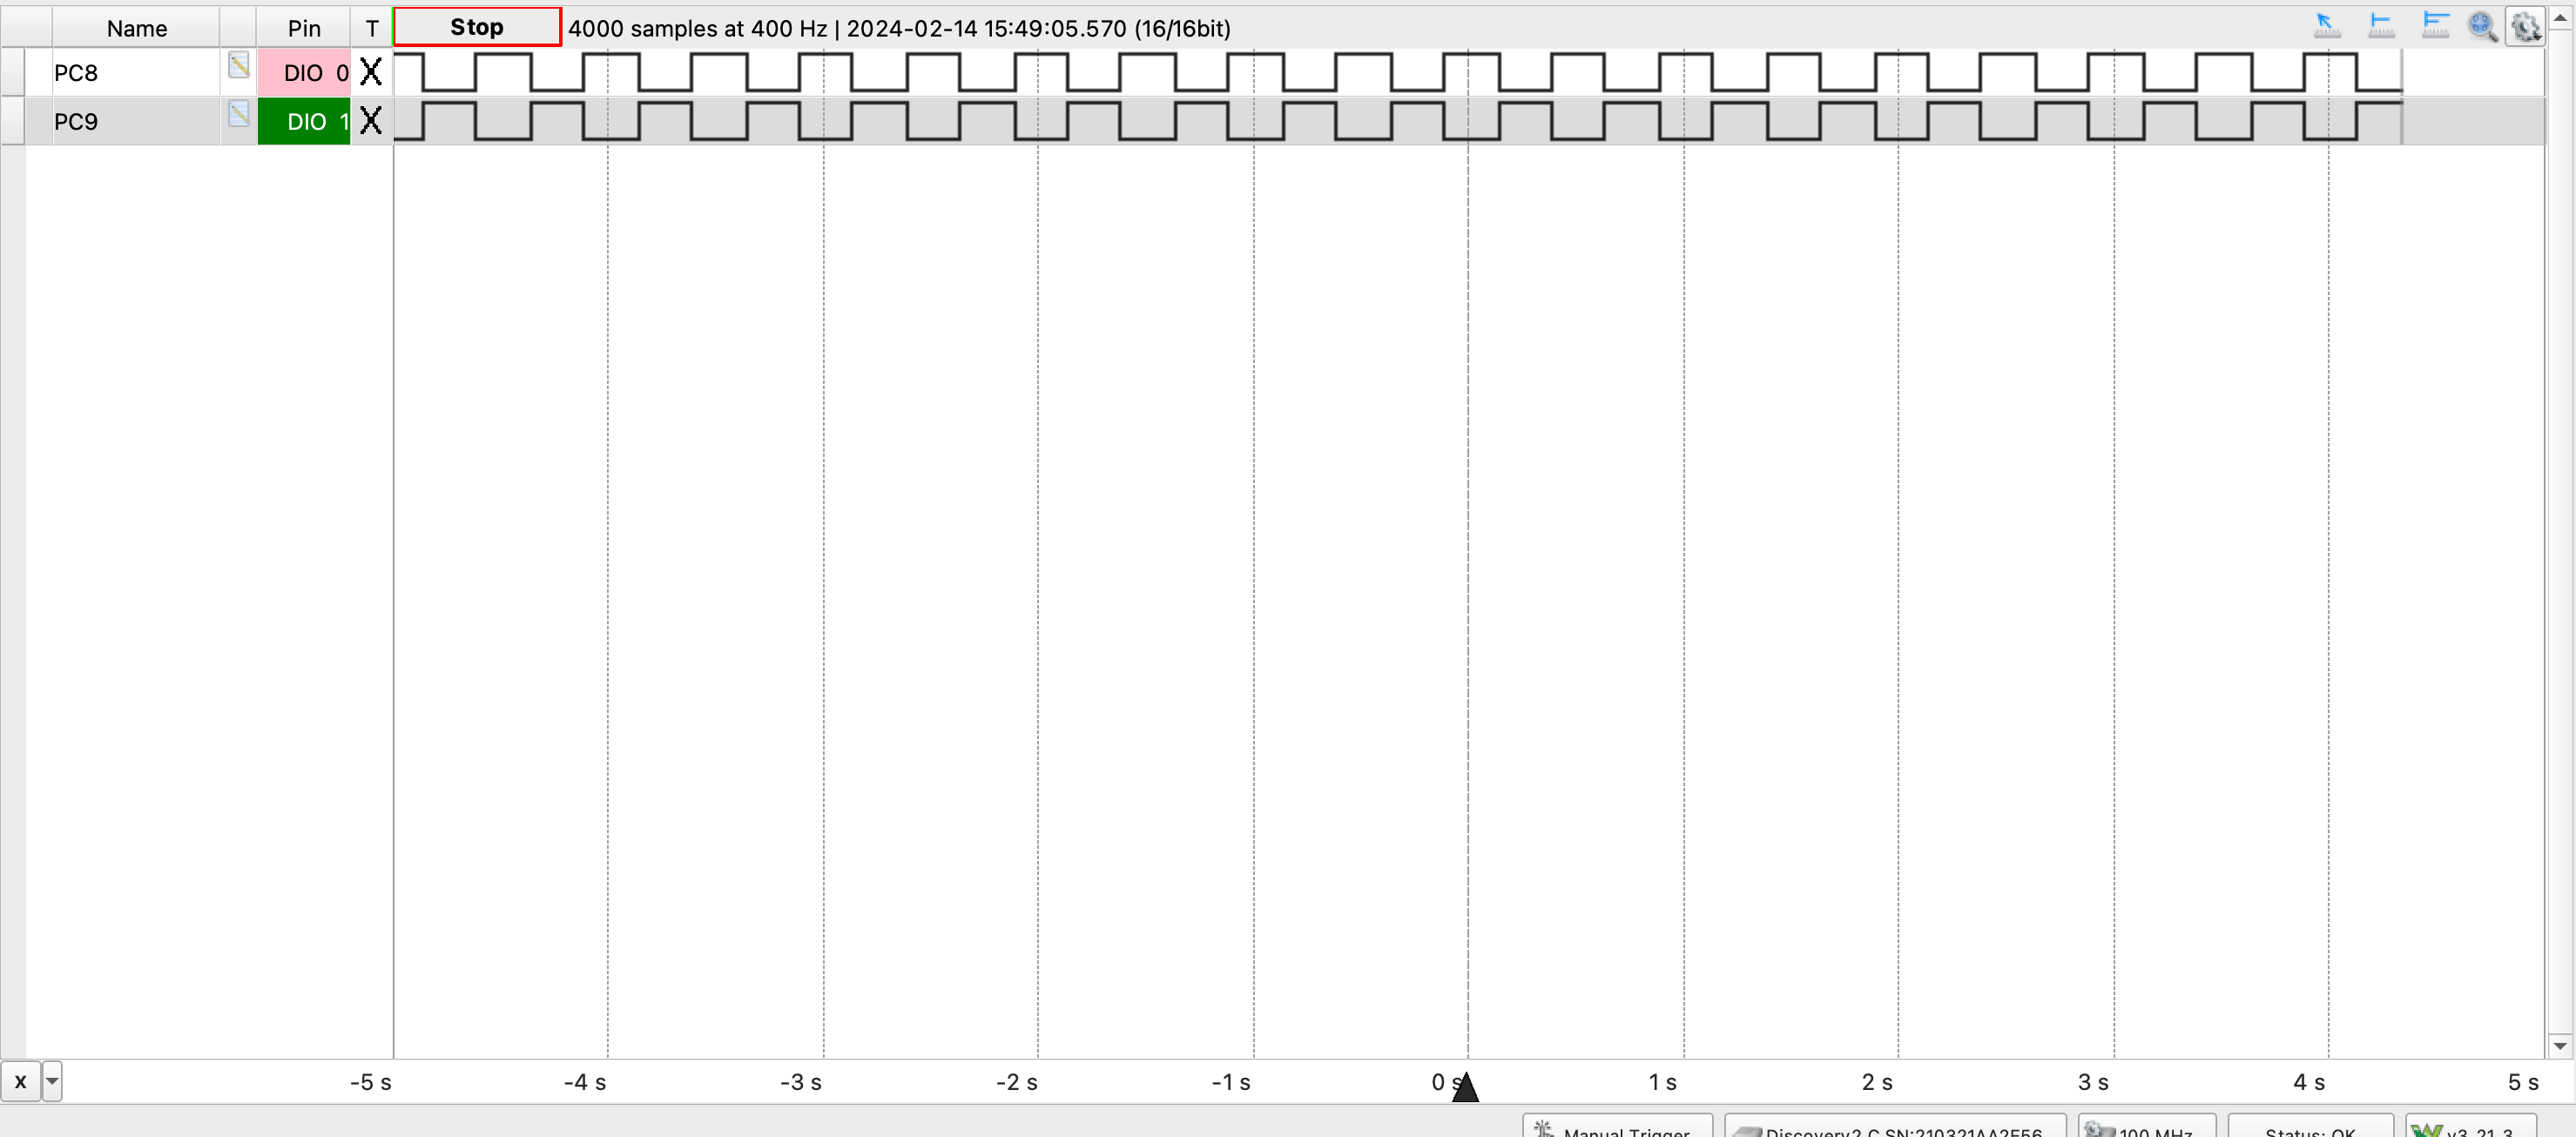 Name Pin T Stop 4000 samples at 400 Hz | 2024-02-14 15:49:05.570 (16/16bit)
PC8 DIO 0 X
PC9 DIO 1 X
X -5 s -4 s -3 s -2 s -1 s 0 s 1 s 2 s 3 s 4 s 5 s
Manual Trigger Discovery2 C SN:210321AA2F56 100 MHz Status: OK v3.21.3